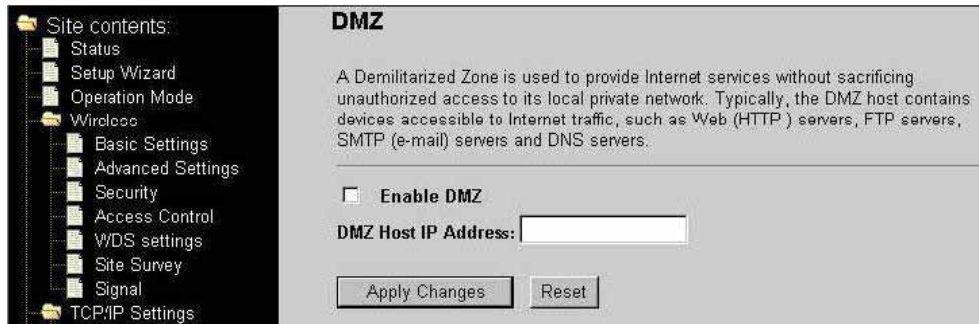 Site contents:
Status
Setup Wizard
Operation Mode
Wireless
Basic Settings
Advanced Settings
Security
Access Control
WDS settings
Site Survey
Signal
TCP/IP Settings
DMZ
A Demilitarized Zone is used to provide Internet services without sacrificing
unauthorized access to its local private network. Typically, the DMZ host contains
devices accessible to Internet traffic, such as Web (HTTP ) servers, FTP servers,
SMTP (e-mail) servers and DNS servers.
Enable DMZ
DMZ Host IP Address:
Apply Changes
Reset